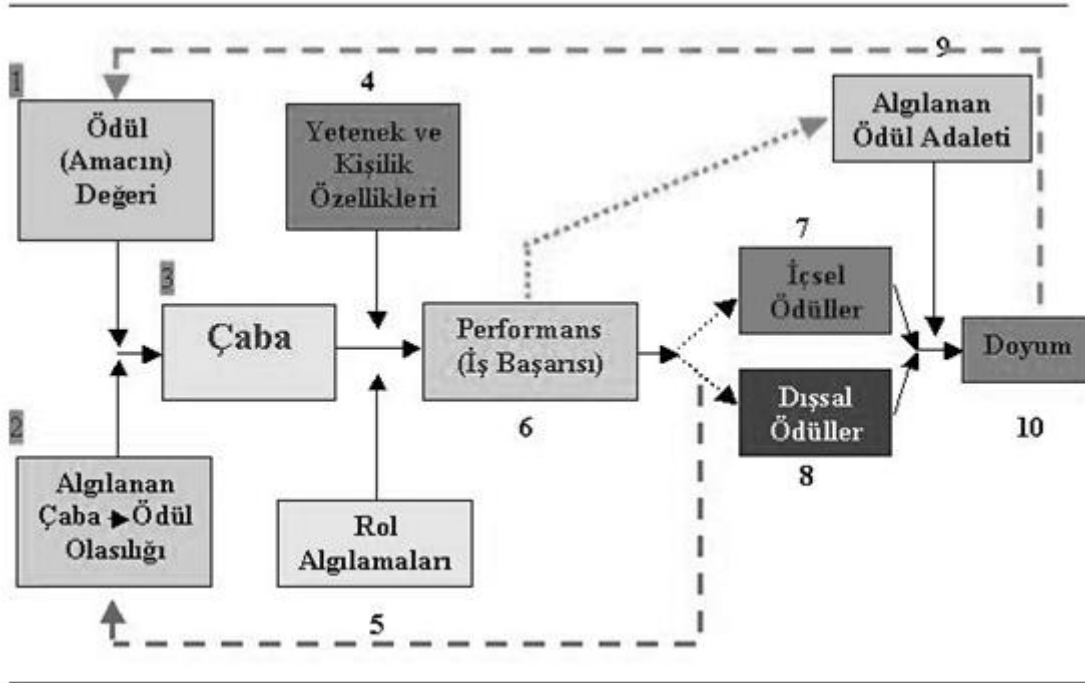 1
Ödül
(Amacın)
Değeri
2
Algılanan
Çaba Ödül
Olasılığı
3
Çaba
4
Yetenek ve
Kişilik
Özellikleri
Rol
Algılamaları
5
Performans
(İş Başarısı)
6
7
İçsel
Ödüller
Dışsal
Ödüller
8
9
Algılanan
Ödül Adaleti
Doyum
10